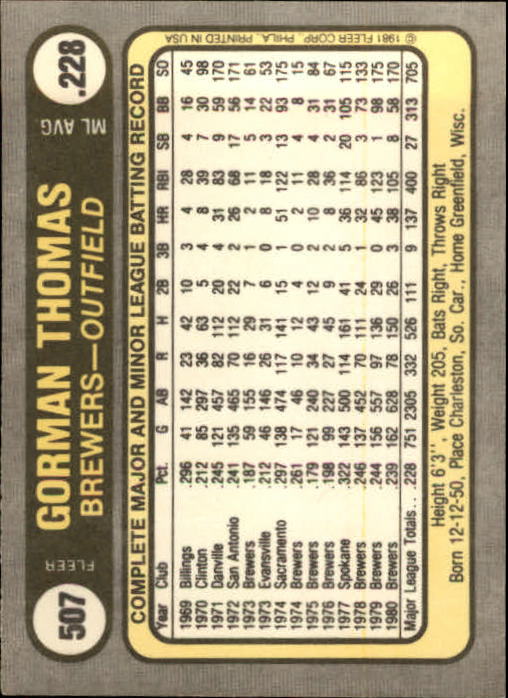 507
FLEER
GORMAN THOMAS
BREWERS—OUTFIELD
ML AVG.
.228
COMPLETE MAJOR AND MINOR LEAGUE BATTING RECORD
Year Club Pct. G AB R H 2B 3B HR RBI SB BB SO
1969 Billings .296 41 142 23 42 10 3 4 28 4 16 45
1970 Clinton .212 85 297 36 63 5 4 8 39 7 30 98
1971 Danville .245 121 457 82 112 20 4 31 83 9 59 170
1972 San Antonio .241 135 465 70 112 22 2 26 68 17 56 171
1973 Brewers .187 59 155 16 29 7 1 2 11 5 14 61
1973 Evansville .212 46 146 26 31 6 0 8 18 3 22 53
1974 Sacramento .297 138 474 117 141 15 1 51 122 13 93 175
1974 Brewers .261 17 46 10 12 4 0 2 11 4 8 15
1975 Brewers .179 121 240 34 43 12 2 10 28 4 31 84
1976 Brewers .198 99 227 27 45 9 2 8 36 2 31 67
1977 Spokane .322 143 500 114 161 41 5 36 114 20 105 115
1978 Brewers .246 137 452 70 111 24 1 32 86 3 73 133
1979 Brewers .244 156 557 97 136 29 0 45 123 1 98 175
1980 Brewers .239 162 628 78 150 26 3 38 105 8 58 170
Major League Totals.. .228 751 2305 332 526 111 9 137 400 27 313 705
Height 6'3", Weight 205, Bats Right, Throws Right
Born 12-12-50, Place Charleston, So. Car., Home Greenfield, Wisc.
© 1981 FLEER CORP., PHILA., PRINTED IN USA